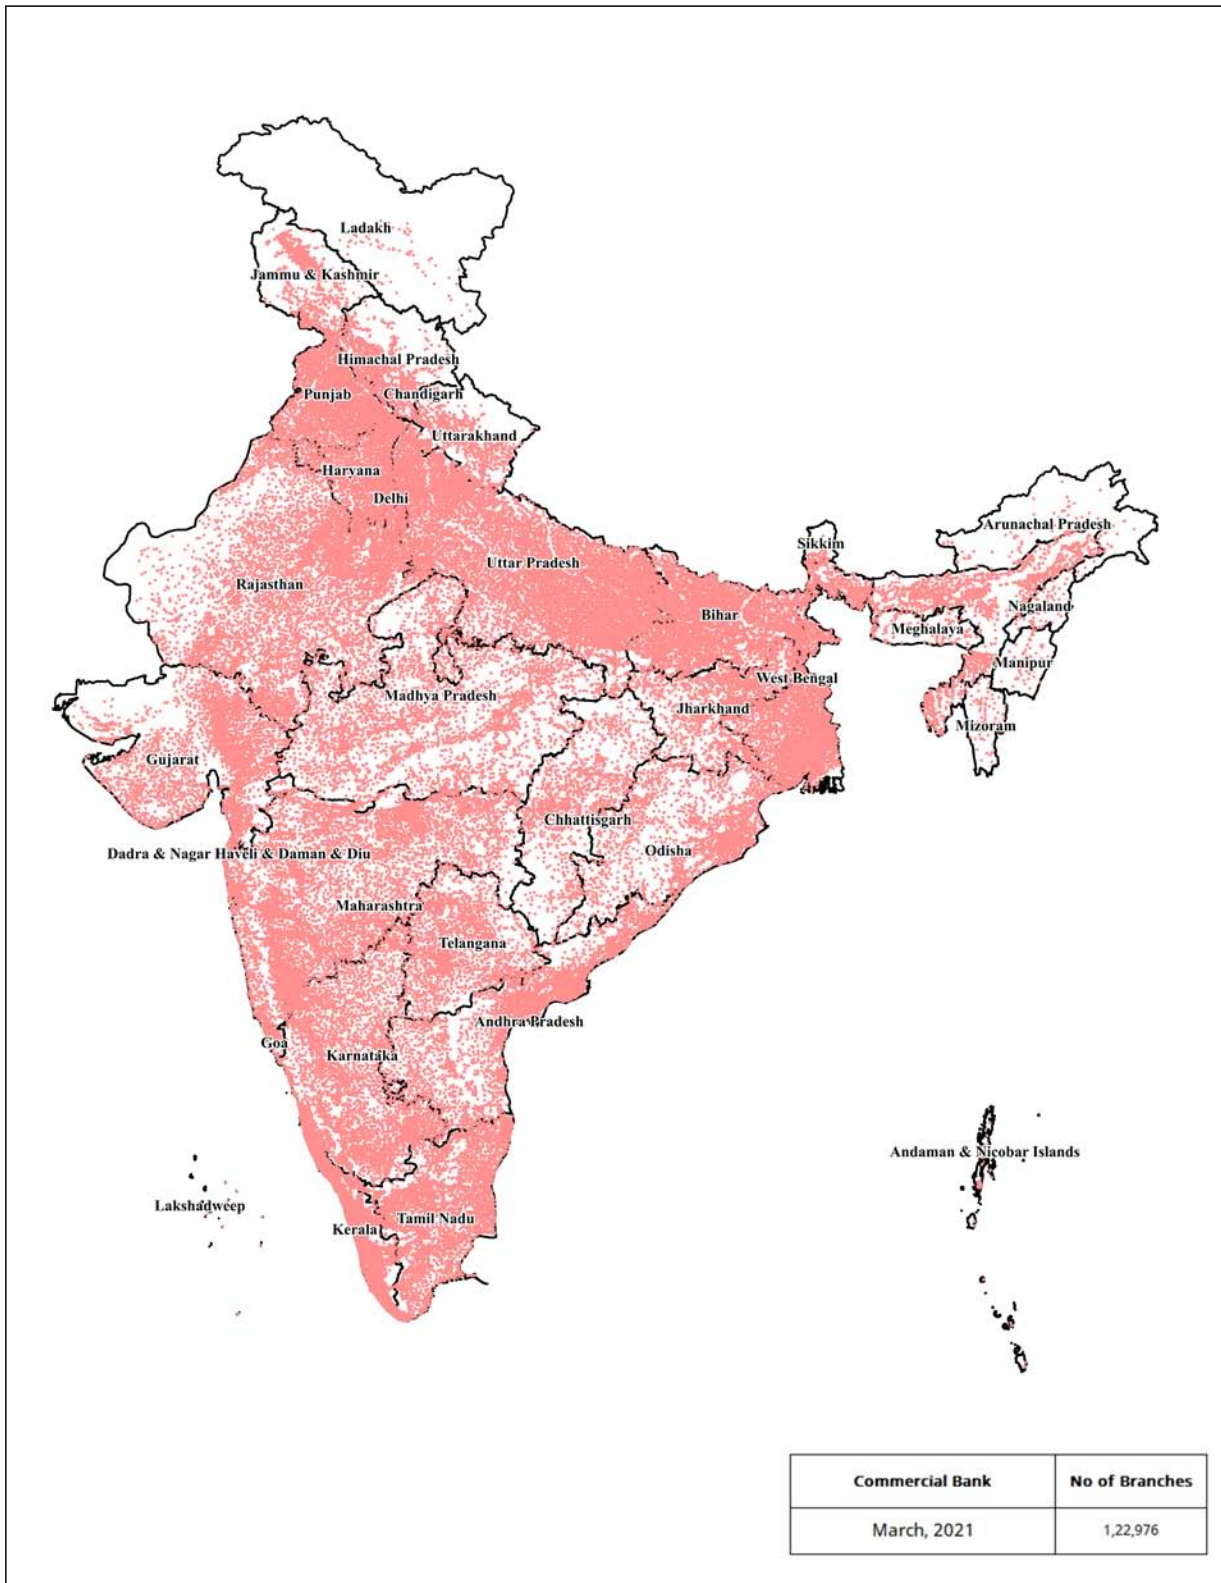 Ladakh
Jammu & Kashmir
Himachal Pradesh
Punjab
Chandigarh
Uttarakhand
Haryana
Delhi
Arunachal Pradesh
Sikkim
Uttar Pradesh
Rajasthan
Bihar
Nagaland
Meghalaya
Manipur
West Bengal
Madhya Pradesh
Jharkhand
Mizoram
Gujarat
Chhattisgarh
Odisha
Dadra & Nagar Haveli & Daman & Diu
Maharashtra
Telangana
Andhra Pradesh
Goa
Karnataka
Andaman & Nicobar Islands
Lakshadweep
Tamil Nadu
Kerala
Commercial Bank No of Branches
March, 2021 1,22,976